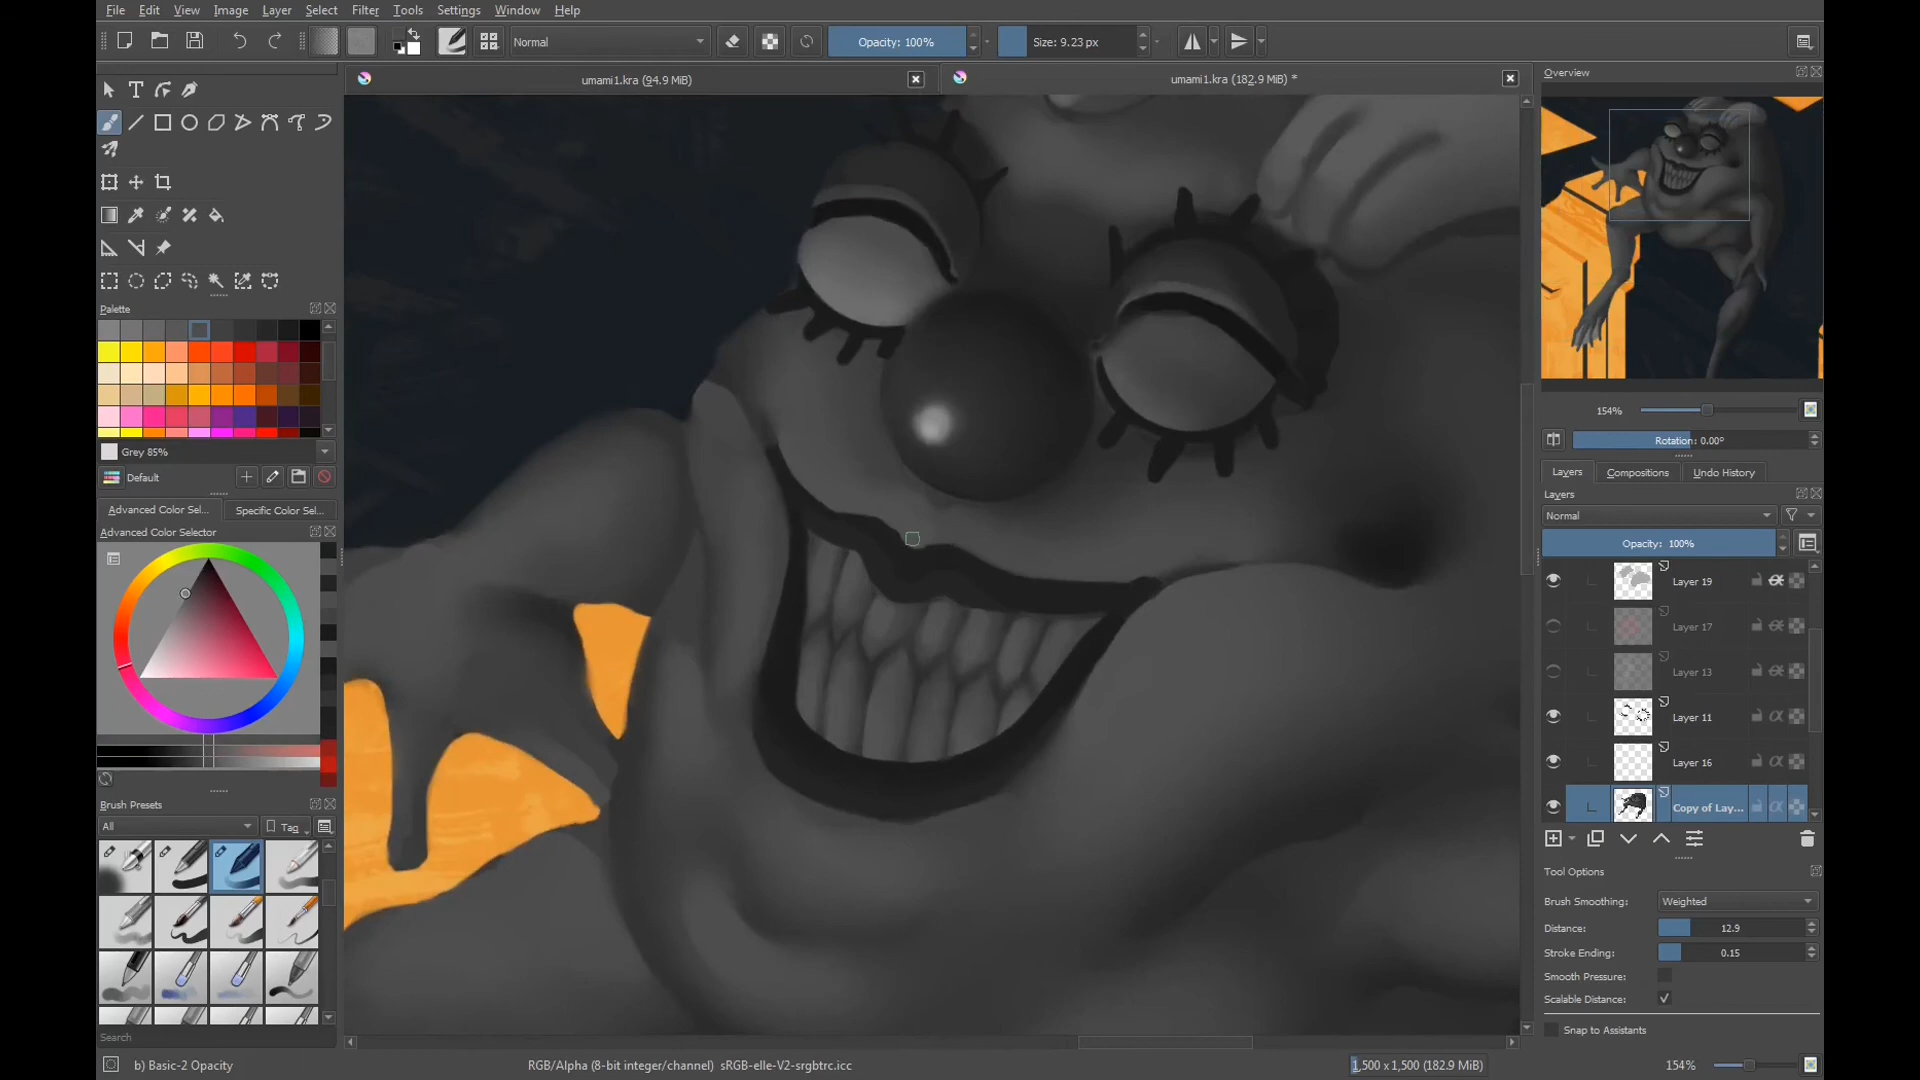 File Edit View Image Layer Select Filter Tools Settings Window Help
Normal Opacity: 100% Size: 9.23 px
umami1.kra (94.9 MiB) umami1.kra (182.9 MiB) * Overview
Palette
Grey 85%
Default
Advanced Color Sel... Specific Color Sel...
Advanced Color Selector
Brush Presets
All Tag
Search
b) Basic-2 Opacity RGB/Alpha (8-bit integer/channel) sRGB-elle-V2-srgbtrc.icc 1,500 x 1,500 (182.9 MiB) 154%
154%
Rotation: 0.00°
Layers Compositions Undo History
Layers
Normal
Opacity: 100%
Layer 19
Layer 17
Layer 13
Layer 11
Layer 16
Copy of Lay...
Tool Options
Brush Smoothing: Weighted
Distance: 12.9
Stroke Ending: 0.15
Smooth Pressure:
Scalable Distance:
Snap to Assistants